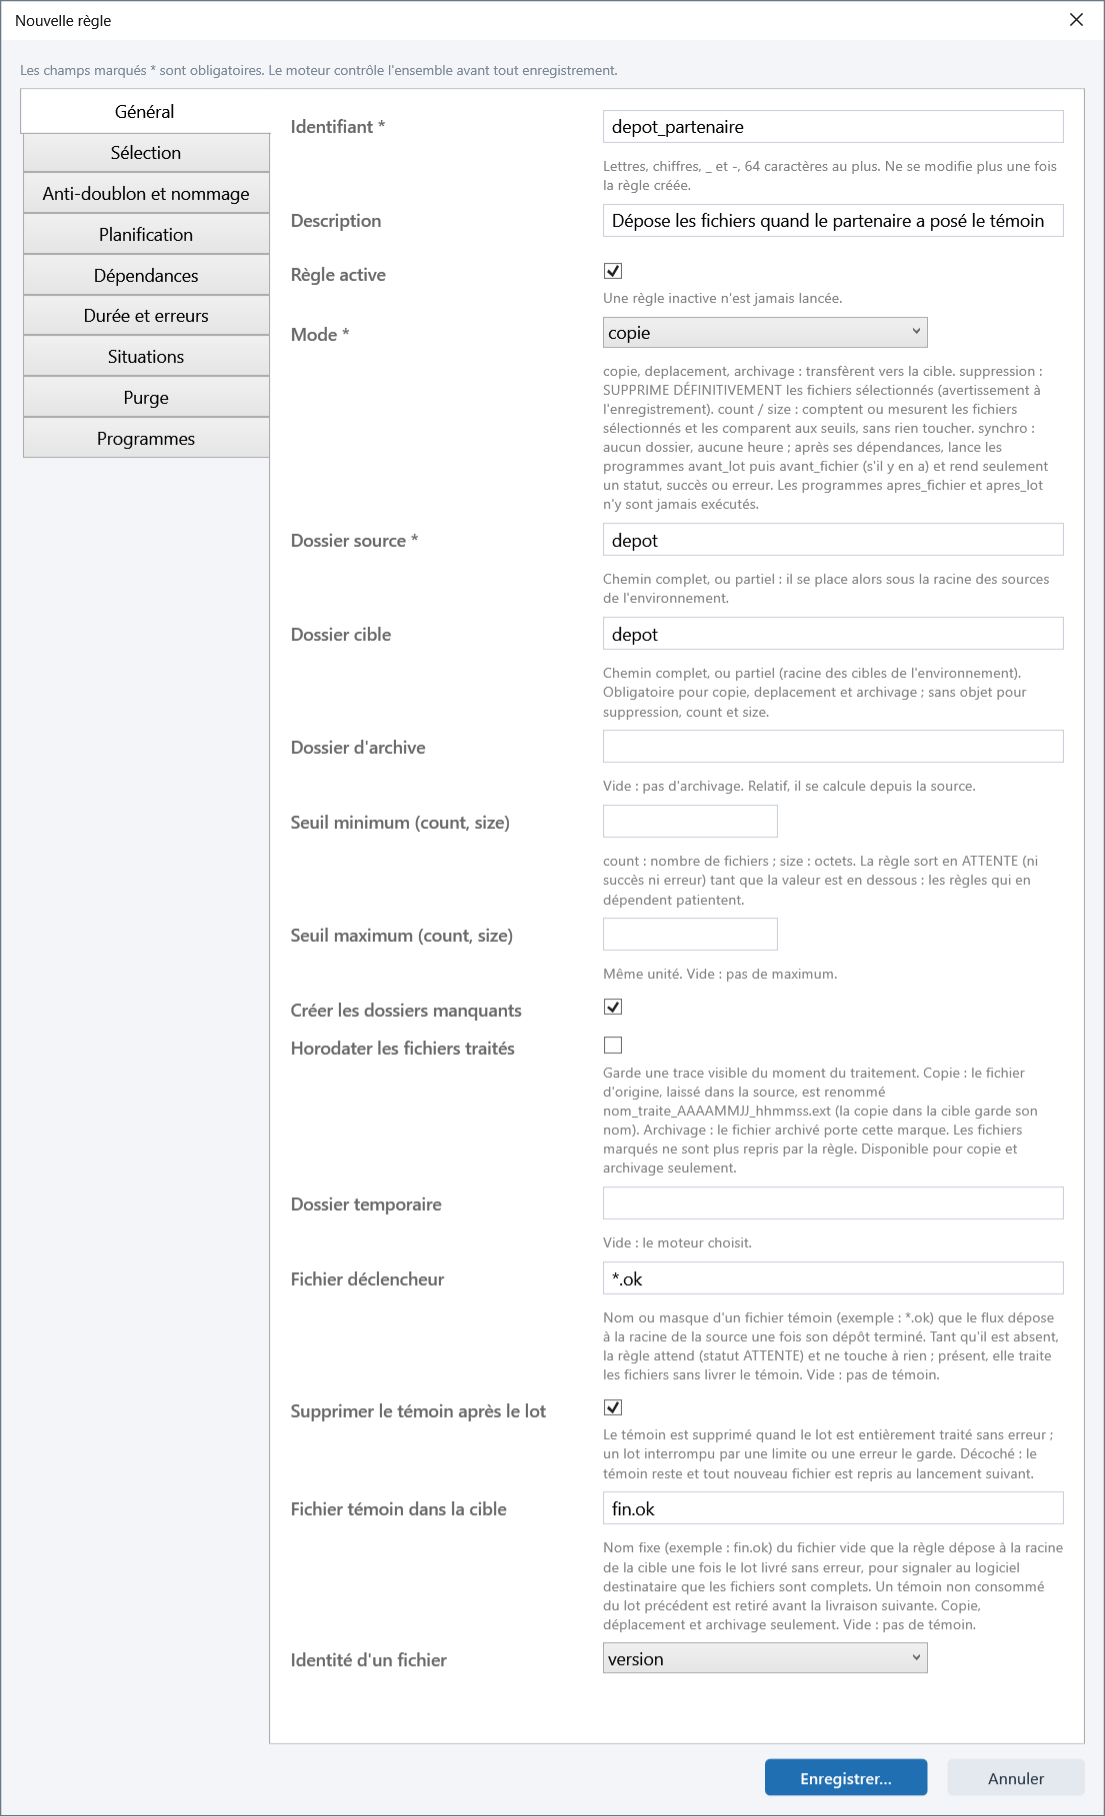 Nouvelle règle
Les champs marqués * sont obligatoires. Le moteur contrôle l'ensemble avant tout enregistrement.
Général
Sélection
Anti-doublon et nommage
Planification
Dépendances
Durée et erreurs
Situations
Purge
Programmes
Identifiant *
depot_partenaire
Lettres, chiffres, _ et -, 64 caractères au plus. Ne se modifie plus une fois
la règle créée.
Description
Dépose les fichiers quand le partenaire a posé le témoin
Règle active
Une règle inactive n'est jamais lancée.
Mode *
copie
copie, deplacement, archivage : transfèrent vers la cible. suppression :
SUPPRIME DÉFINITIVEMENT les fichiers sélectionnés (avertissement à
l'enregistrement). count / size : comptent ou mesurent les fichiers
sélectionnés et les comparent aux seuils, sans rien toucher. synchro :
aucun dossier, aucune heure ; après ses dépendances, lance les
programmes avant_lot puis avant_fichier (s'il y en a) et rend seulement
un statut, succès ou erreur. Les programmes apres_fichier et apres_lot
n'y sont jamais exécutés.
Dossier source *
depot
Chemin complet, ou partiel : il se place alors sous la racine des sources
de l'environnement.
Dossier cible
depot
Chemin complet, ou partiel (racine des cibles de l'environnement).
Obligatoire pour copie, deplacement et archivage ; sans objet pour
suppression, count et size.
Dossier d'archive
Vide : pas d'archivage. Relatif, il se calcule depuis la source.
Seuil minimum (count, size)
count : nombre de fichiers ; size : octets. La règle sort en ATTENTE (ni
succès ni erreur) tant que la valeur est en dessous : les règles qui en
dépendent patientent.
Seuil maximum (count, size)
Même unité. Vide : pas de maximum.
Créer les dossiers manquants
Horodater les fichiers traités
Garde une trace visible du moment du traitement. Copie : le fichier
d'origine, laissé dans la source, est renommé
nom_traite_AAAAMMJJ_hhmmss.ext (la copie dans la cible garde son
nom). Archivage : le fichier archivé porte cette marque. Les fichiers
marqués ne sont plus repris par la règle. Disponible pour copie et
archivage seulement.
Dossier temporaire
Vide : le moteur choisit.
Fichier déclencheur
*.ok
Nom ou masque d'un fichier témoin (exemple : *.ok) que le flux dépose
à la racine de la source une fois son dépôt terminé. Tant qu'il est absent,
la règle attend (statut ATTENTE) et ne touche à rien ; présent, elle traite
les fichiers sans livrer le témoin. Vide : pas de témoin.
Supprimer le témoin après le lot
Le témoin est supprimé quand le lot est entièrement traité sans erreur ;
un lot interrompu par une limite ou une erreur le garde. Décoché : le
témoin reste et tout nouveau fichier est repris au lancement suivant.
Fichier témoin dans la cible
fin.ok
Nom fixe (exemple : fin.ok) du fichier vide que la règle dépose à la racine
de la cible une fois le lot livré sans erreur, pour signaler au logiciel
destinataire que les fichiers sont complets. Un témoin non consommé
du lot précédent est retiré avant la livraison suivante. Copie,
déplacement et archivage seulement. Vide : pas de témoin.
Identité d'un fichier
version
Enregistrer...
Annuler